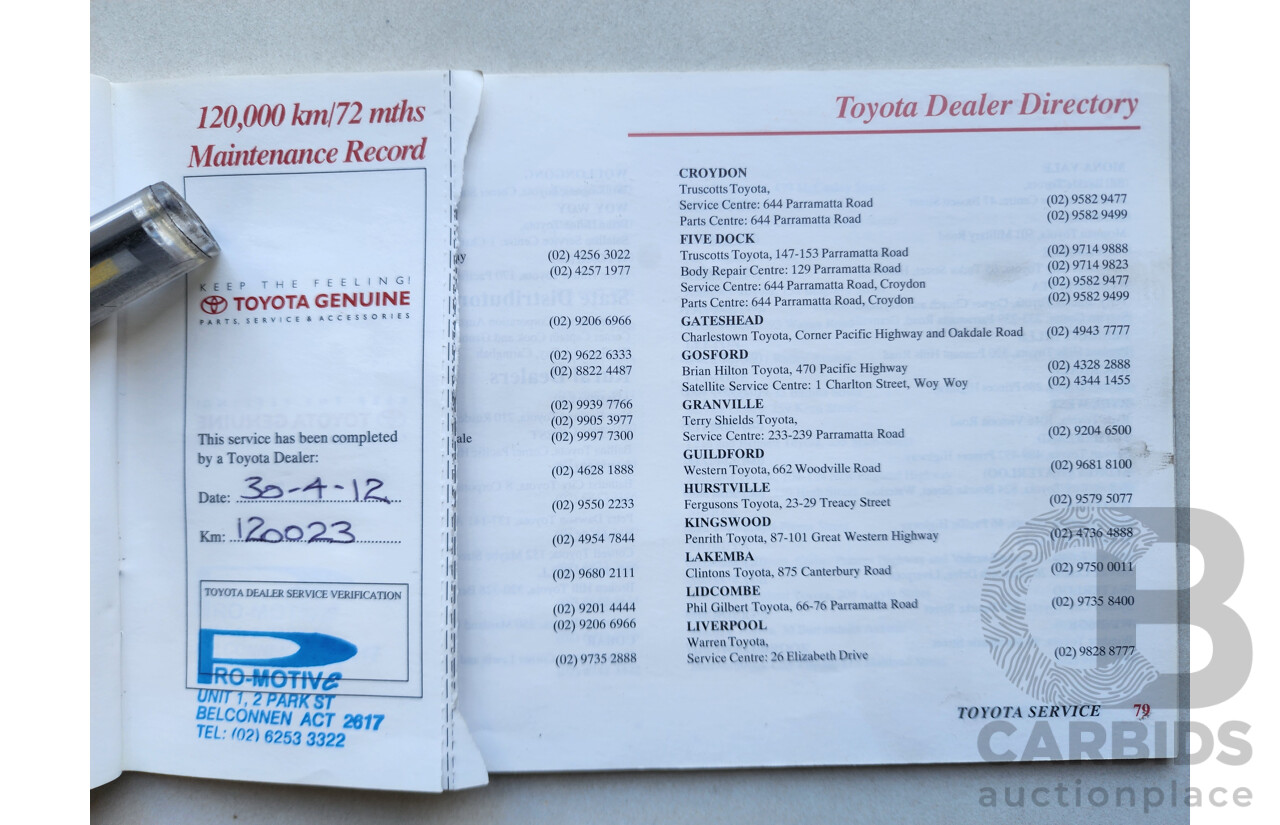 120,000 km/72 mths
Maintenance Record
KEEP THE FEELING!
TOYOTA GENUINE
PARTS, SERVICE & ACCESSORIES
This service has been completed
by a Toyota Dealer:
Date: 30-4-12
Km: 120023
TOYOTA DEALER SERVICE VERIFICATION
PRO-MOTIVE
UNIT 1, 2 PARK ST
BELCONNEN ACT 2617
TEL: (02) 6253 3322
(02) 4256 3022
(02) 4257 1977
(02) 9206 6966
(02) 9622 6333
(02) 8822 4487
(02) 9939 7766
(02) 9905 3977
ale (02) 9997 7300
(02) 4628 1888
(02) 9550 2233
(02) 4954 7844
(02) 9680 2111
(02) 9201 4444
(02) 9206 6966
(02) 9735 2888
Toyota Dealer Directory
CROYDON
Truscotts Toyota,
Service Centre: 644 Parramatta Road (02) 9582 9477
Parts Centre: 644 Parramatta Road (02) 9582 9499
FIVE DOCK
Truscotts Toyota, 147-153 Parramatta Road (02) 9714 9888
Body Repair Centre: 129 Parramatta Road (02) 9714 9823
Service Centre: 644 Parramatta Road, Croydon (02) 9582 9477
Parts Centre: 644 Parramatta Road, Croydon (02) 9582 9499
GATESHEAD
Charlestown Toyota, Corner Pacific Highway and Oakdale Road (02) 4943 7777
GOSFORD
Brian Hilton Toyota, 470 Pacific Highway (02) 4328 2888
Satellite Service Centre: 1 Charlton Street, Woy Woy (02) 4344 1455
GRANVILLE
Terry Shields Toyota,
Service Centre: 233-239 Parramatta Road (02) 9204 6500
GUILDFORD
Western Toyota, 662 Woodville Road (02) 9681 8100
HURSTVILLE
Fergusons Toyota, 23-29 Treacy Street (02) 9579 5077
KINGSWOOD
Penrith Toyota, 87-101 Great Western Highway (02) 4736 4888
LAKEMBA
Clintons Toyota, 875 Canterbury Road (02) 9750 0011
LIDCOMBE
Phil Gilbert Toyota, 66-76 Parramatta Road (02) 9735 8400
LIVERPOOL
Warren Toyota,
Service Centre: 26 Elizabeth Drive (02) 9828 8777
TOYOTA SERVICE 79
CB
CARBIDS
auctionplace